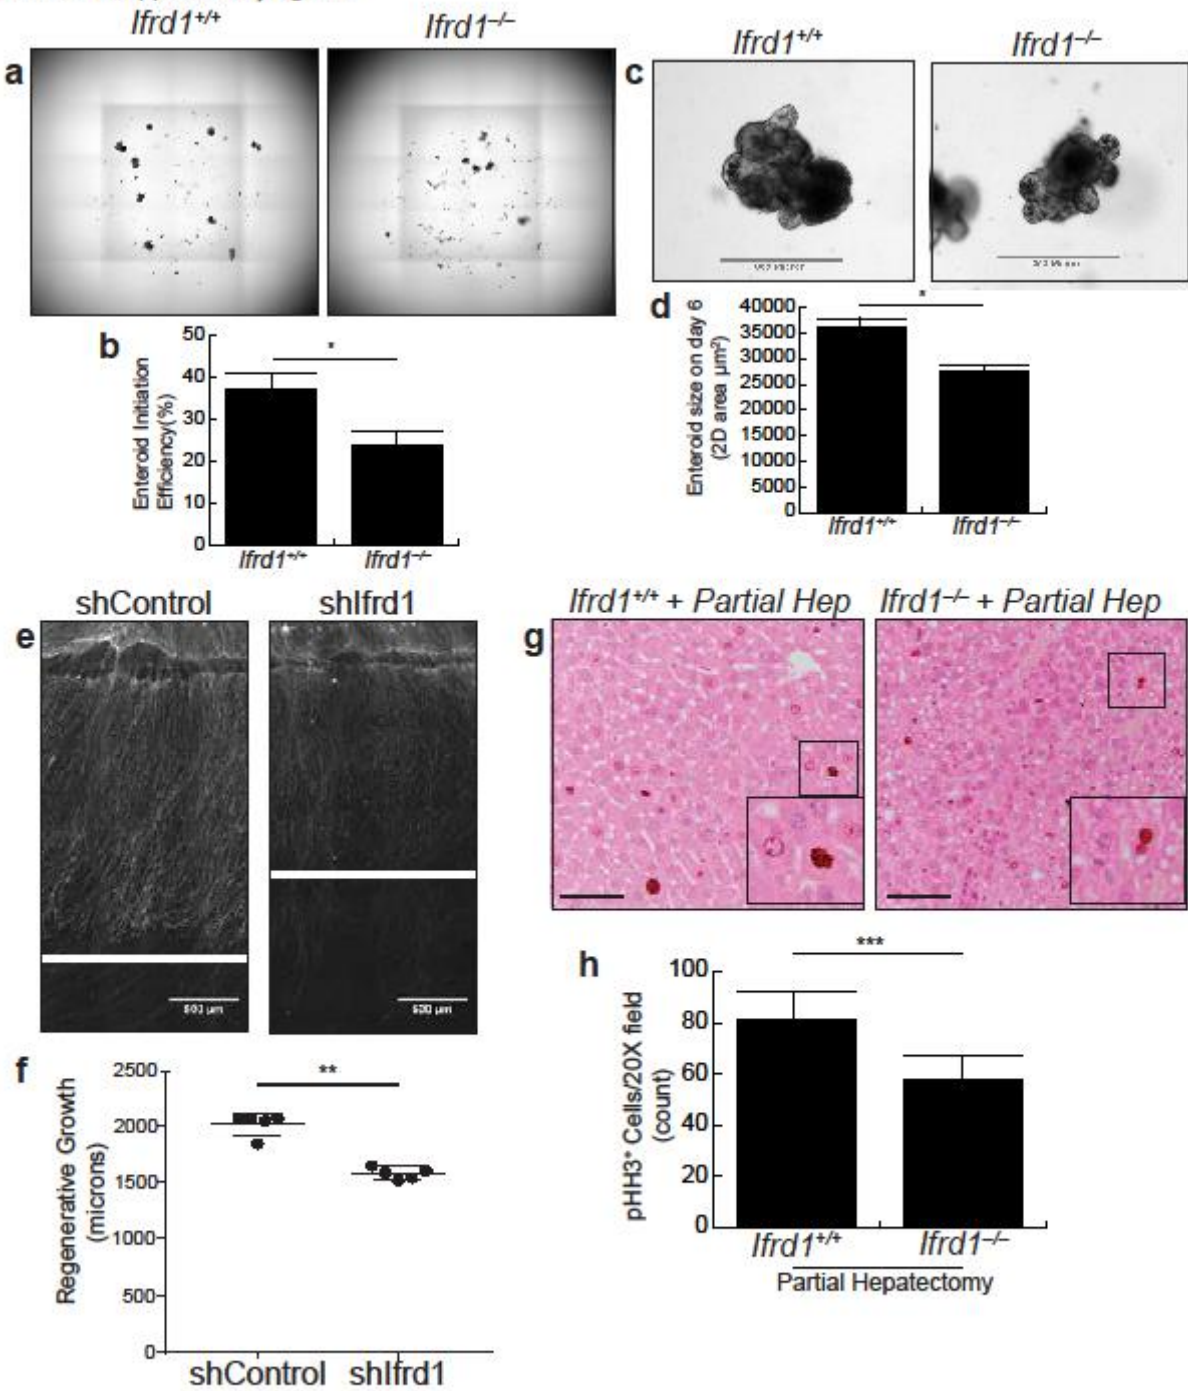 Ifrd1+/+
Ifrd1–/–
a
Ifrd1+/+
Ifrd1–/–
c
b
Enteroid Initiation
Efficiency(%)
50
40
30
20
10
0
*
Ifrd1+/+
Ifrd1–/–
d
Enteroid size on day 6
(2D area µm²)
40000
35000
30000
25000
20000
15000
10000
5000
0
*
Ifrd1+/+
Ifrd1–/–
shControl
shIfrd1
e
500 µm
500 µm
Ifrd1+/+ + Partial Hep
Ifrd1–/– + Partial Hep
g
f
Regenerative Growth
(microns)
2500
2000
1500
1000
500
0
**
shControl
shIfrd1
h
pHH3+ Cells/20X field
(count)
100
80
60
40
20
0
***
Ifrd1+/+
Ifrd1–/–
Partial Hepatectomy